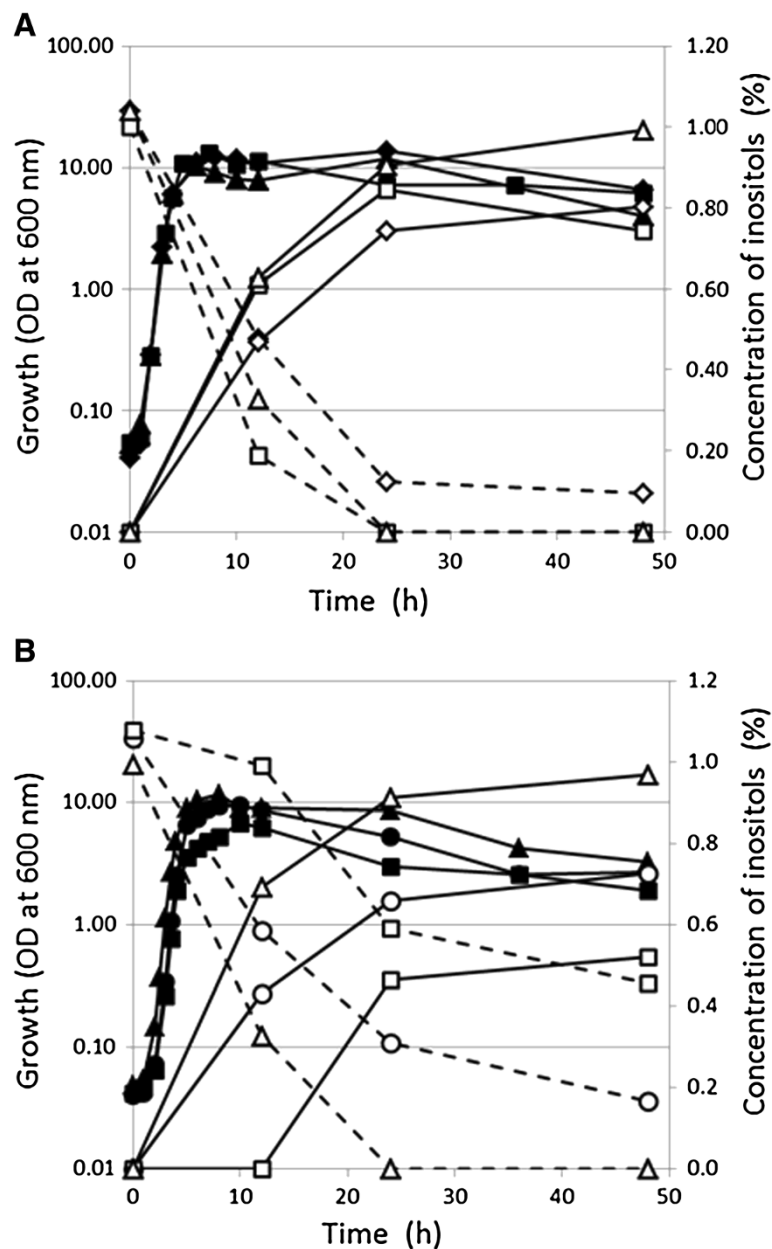 A
100.00
10.00
1.00
0.10
0.01
Growth (OD at 600 nm)
1.20
1.00
0.80
0.60
0.40
0.20
0.00
Concentration of inositols (%)
0 10 20 30 40 50
Time (h)
B
100.00
10.00
1.00
0.10
0.01
Growth (OD at 600 nm)
1.2
1.0
0.8
0.6
0.4
0.2
0.0
Concentration of inositols (%)
0 10 20 30 40 50
Time (h)